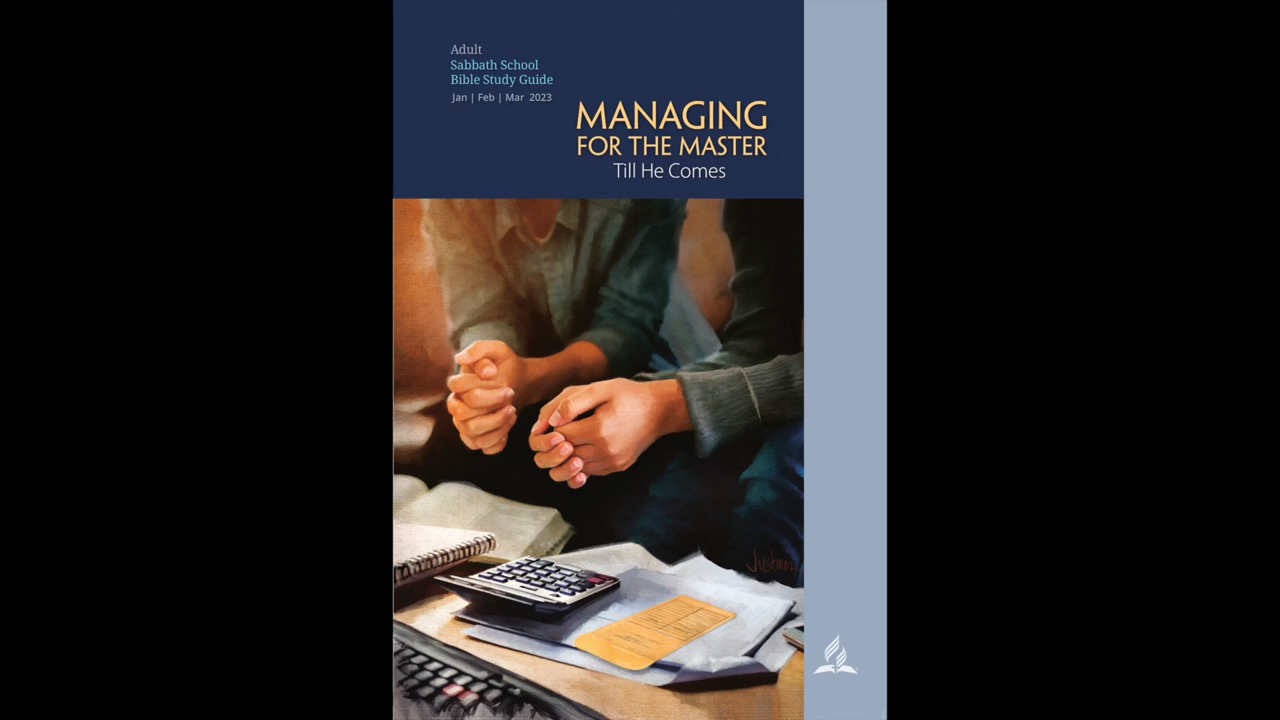 Adult
Sabbath School
Bible Study Guide
Jan | Feb | Mar 2023
MANAGING
FOR THE MASTER
Till He Comes